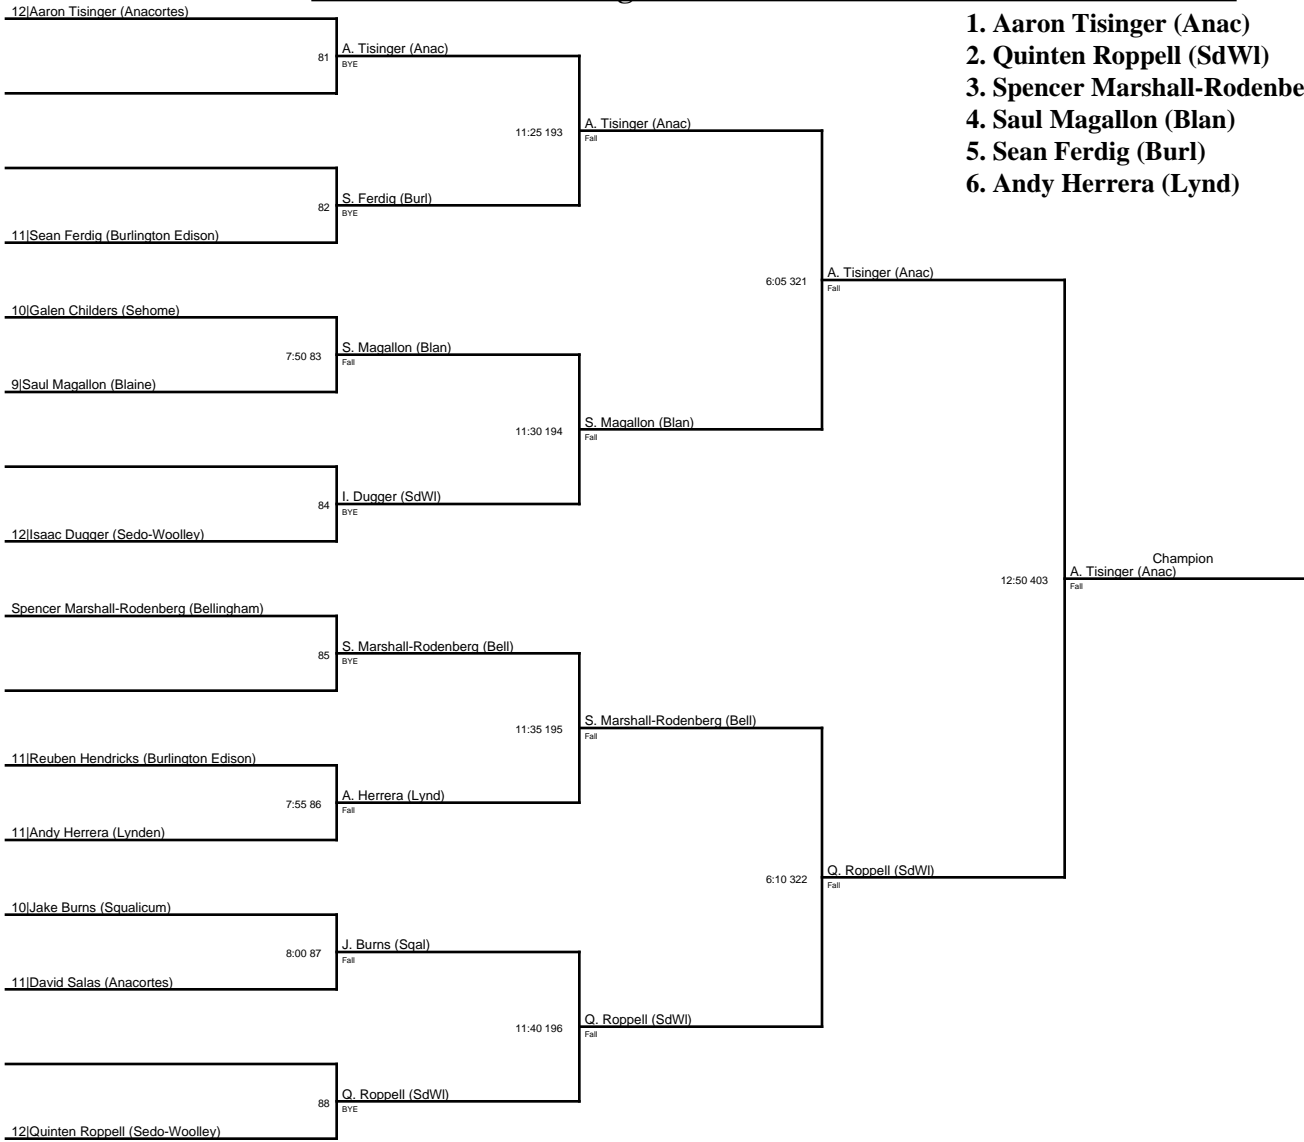 12|Aaron Tisinger (Anacortes)
1. Aaron Tisinger (Anac)
2. Quinten Roppell (SdWl)
3. Spencer Marshall-Rodenbe
4. Saul Magallon (Blan)
5. Sean Ferdig (Burl)
6. Andy Herrera (Lynd)
81
A. Tisinger (Anac)
BYE
11:25 193
A. Tisinger (Anac)
Fall
82
S. Ferdig (Burl)
BYE
11|Sean Ferdig (Burlington Edison)
6:05 321
A. Tisinger (Anac)
Fall
10|Galen Childers (Sehome)
7:50 83
S. Magallon (Blan)
Fall
9|Saul Magallon (Blaine)
11:30 194
S. Magallon (Blan)
Fall
84
I. Dugger (SdWl)
BYE
12|Isaac Dugger (Sedo-Woolley)
12:50 403
Champion
A. Tisinger (Anac)
Fall
Spencer Marshall-Rodenberg (Bellingham)
85
S. Marshall-Rodenberg (Bell)
BYE
11:35 195
S. Marshall-Rodenberg (Bell)
Fall
11|Reuben Hendricks (Burlington Edison)
7:55 86
A. Herrera (Lynd)
Fall
11|Andy Herrera (Lynden)
6:10 322
Q. Roppell (SdWl)
Fall
10|Jake Burns (Squalicum)
8:00 87
J. Burns (Sqal)
Fall
11|David Salas (Anacortes)
11:40 196
Q. Roppell (SdWl)
Fall
88
Q. Roppell (SdWl)
BYE
12|Quinten Roppell (Sedo-Woolley)